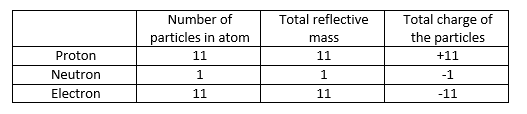 Number of particles in atom | Total reflective mass | Total charge of the particles
Proton | 11 | 11 | +11
Neutron | 1 | 1 | -1
Electron | 11 | 11 | -11